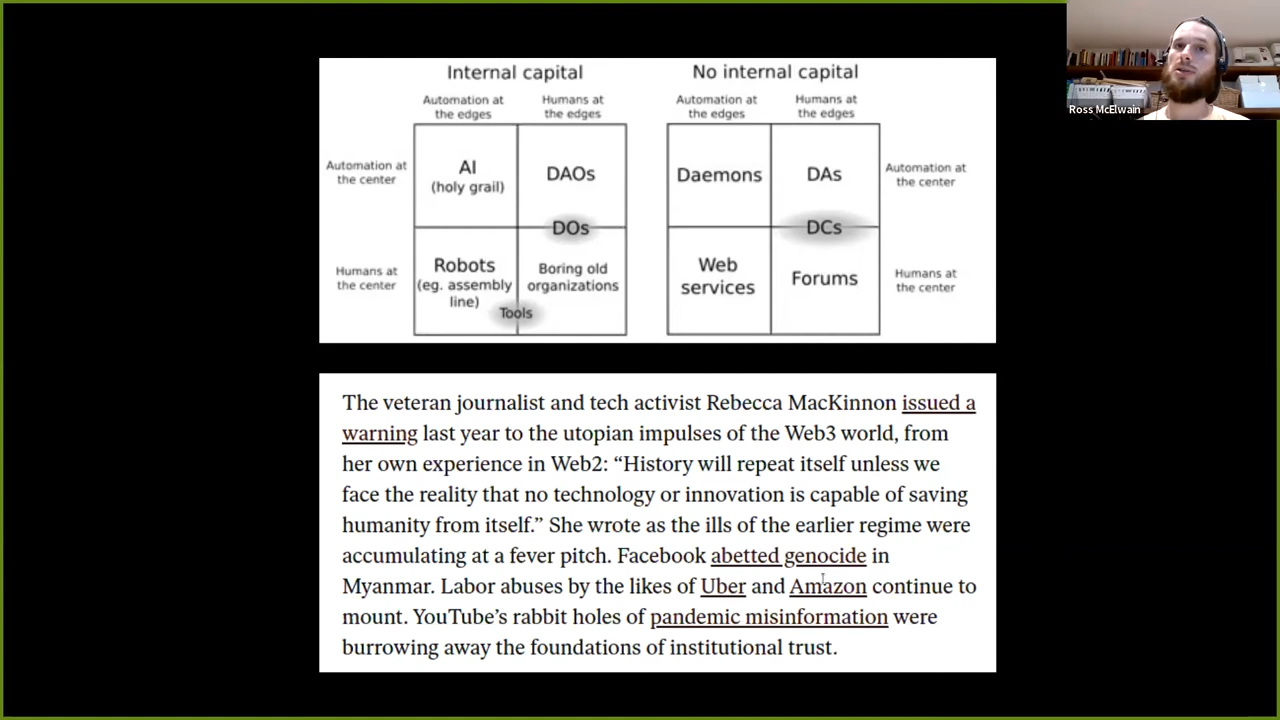 Internal capital
No internal capital
Automation at
the edges
Humans at
the edges
Automation at
the edges
Humans at
the edges
Automation at
the center
AI
(holy grail)
DAOs
Daemons
DAs
Automation at
the center
DOs
DCs
Humans at
the center
Robots
(eg. assembly
line)
Boring old
organizations
Tools
Web
services
Forums
Humans at
the center
Ross McElwain
The veteran journalist and tech activist Rebecca MacKinnon issued a
warning last year to the utopian impulses of the Web3 world, from
her own experience in Web2: “History will repeat itself unless we
face the reality that no technology or innovation is capable of saving
humanity from itself.” She wrote as the ills of the earlier regime were
accumulating at a fever pitch. Facebook abetted genocide in
Myanmar. Labor abuses by the likes of Uber and Amazon continue to
mount. YouTube’s rabbit holes of pandemic misinformation were
burrowing away the foundations of institutional trust.